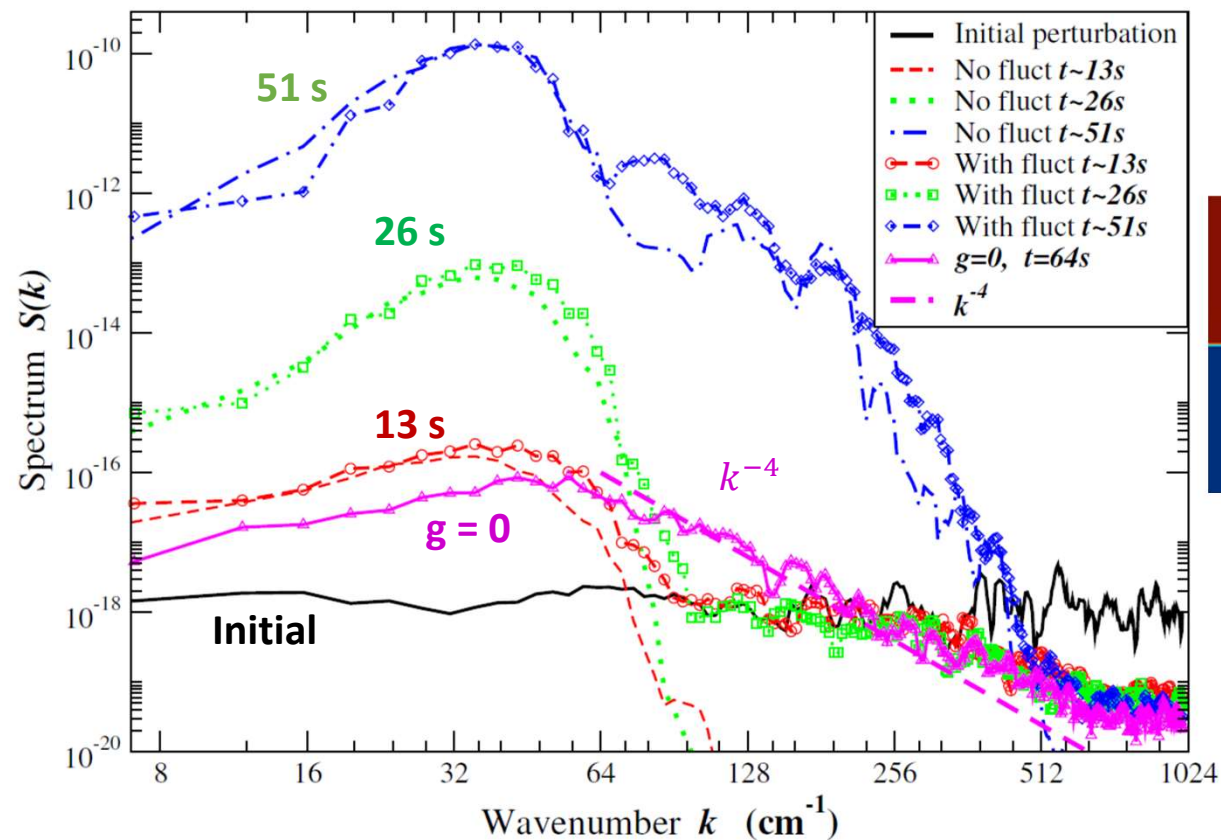 Spectrum S(k)
10⁻¹⁰
10⁻¹²
10⁻¹⁴
10⁻¹⁶
10⁻¹⁸
10⁻²⁰
51 s
26 s
13 s
g = 0
Initial
k⁻⁴
Initial perturbation
No fluct t~13s
No fluct t~26s
No fluct t~51s
With fluct t~13s
With fluct t~26s
With fluct t~51s
g=0, t=64s
k⁻⁴
8 16 32 64 128 256 512 1024
Wavenumber k (cm⁻¹)